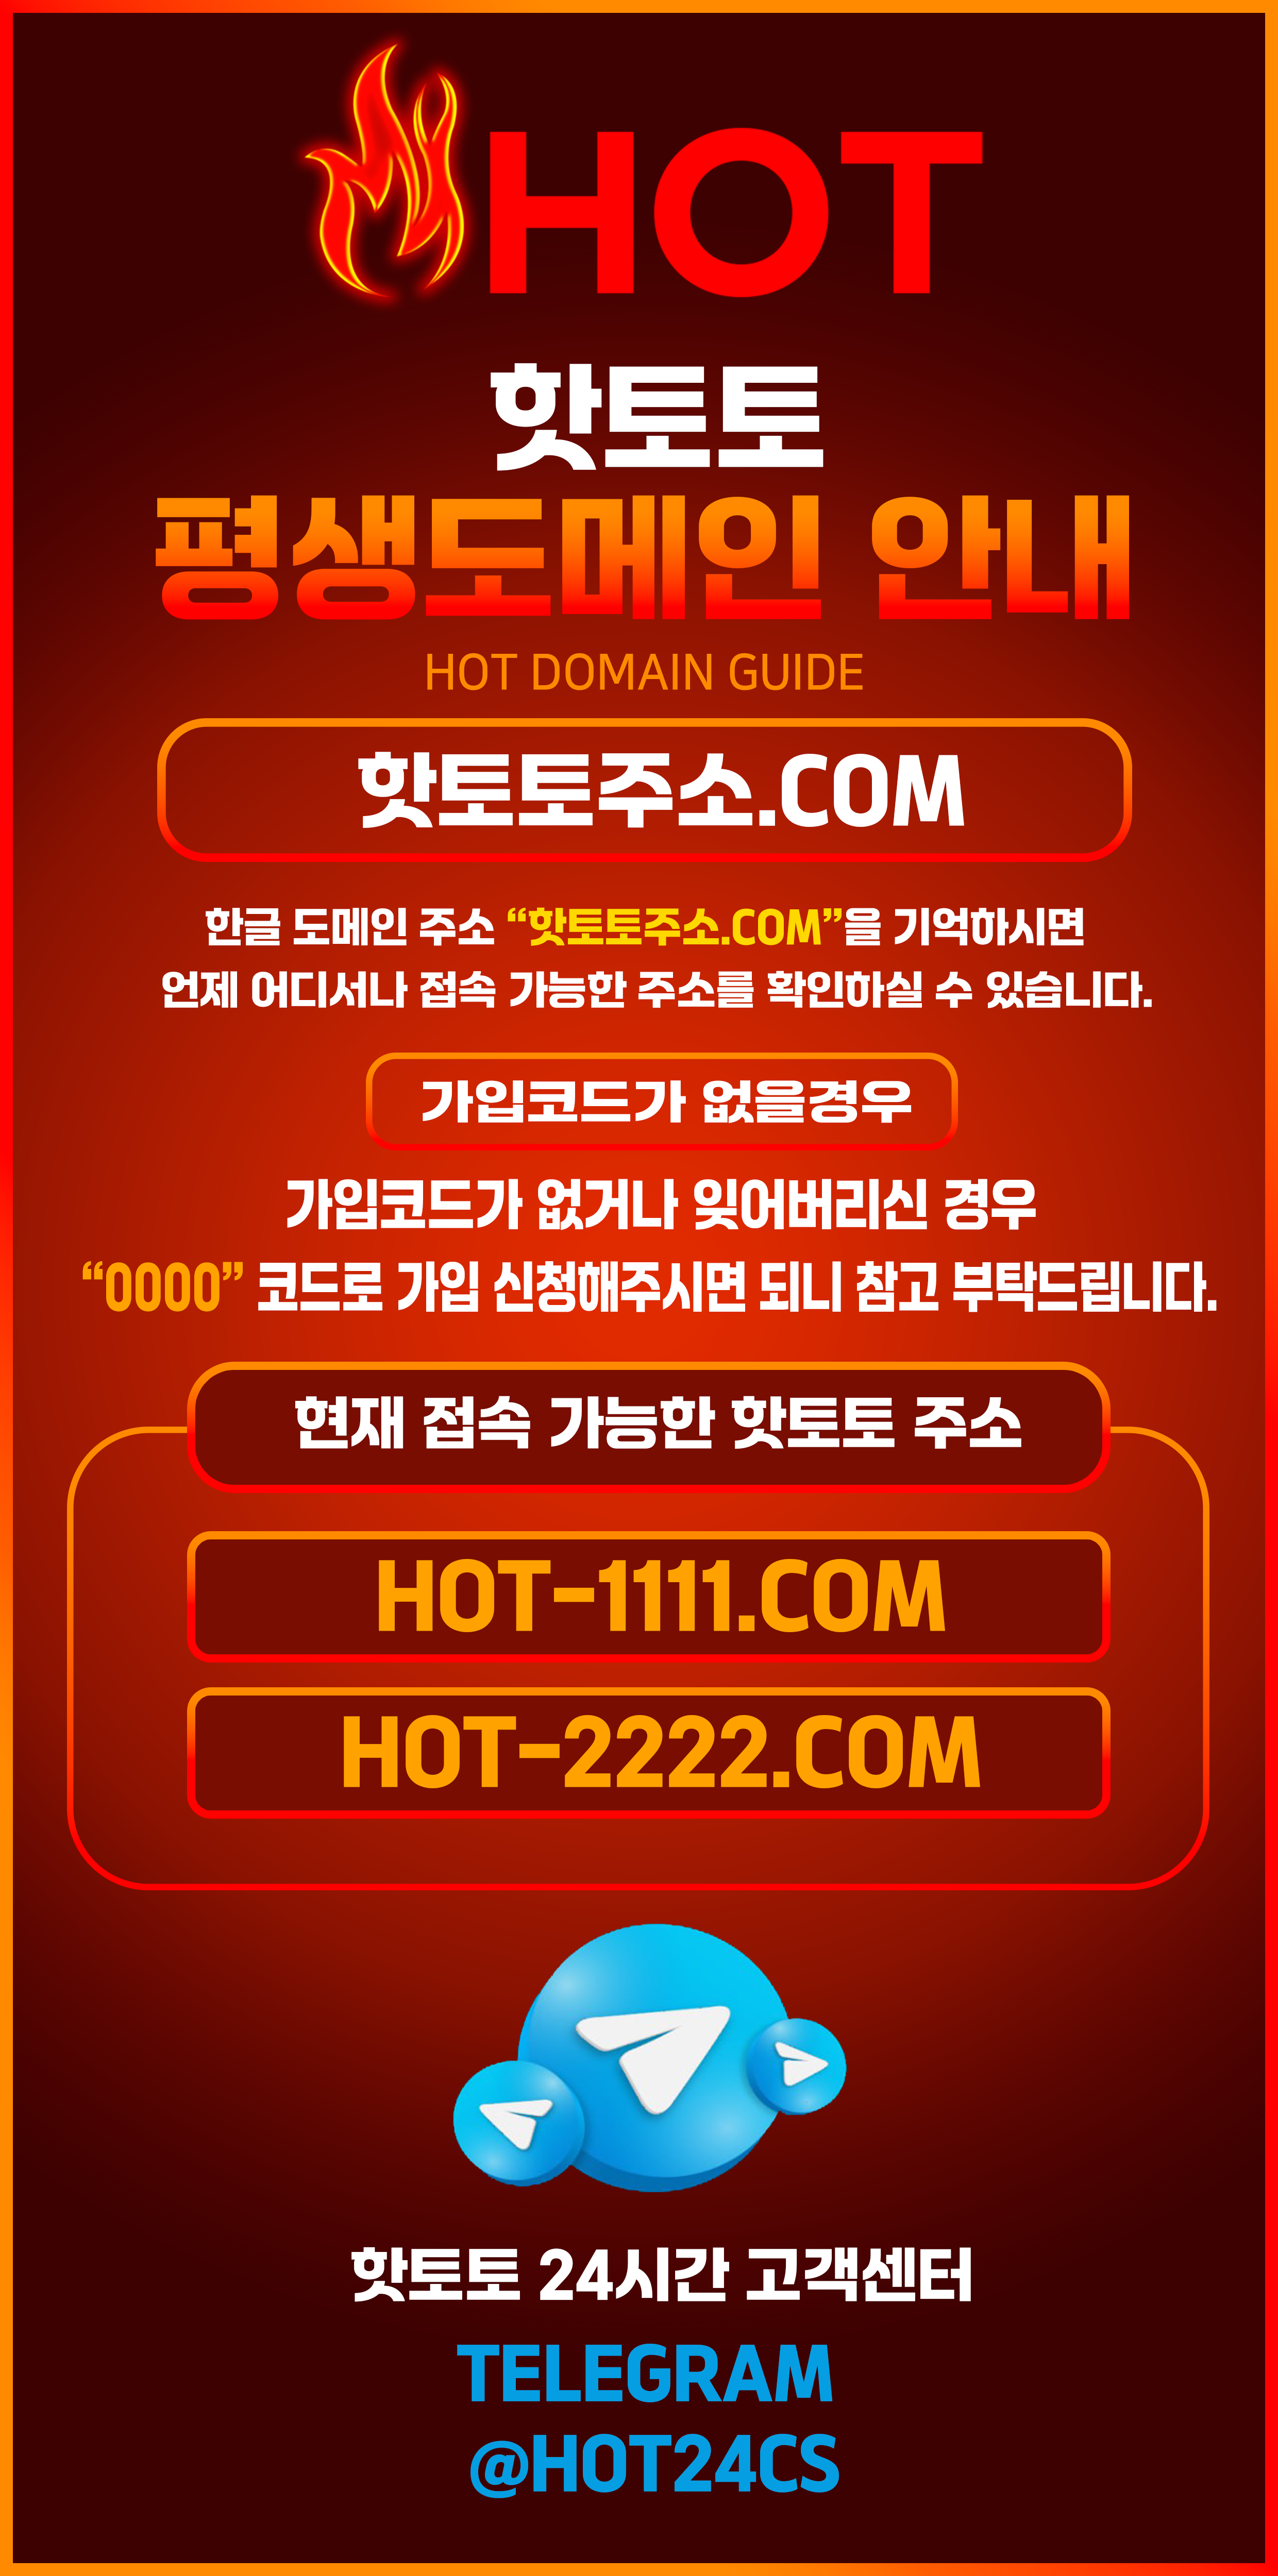 HOT
핫토토
평생도메인 안내
HOT DOMAIN GUIDE
핫토토주소.COM
한글 도메인 주소 “핫토토주소.COM”을 기억하시면
언제 어디서나 접속 가능한 주소를 확인하실 수 있습니다.
가입코드가 없을경우
가입코드가 없거나 잊어버리신 경우
“0000” 코드로 가입 신청해주시면 되니 참고 부탁드립니다.
현재 접속 가능한 핫토토 주소
HOT-1111.COM
HOT-2222.COM
핫토토 24시간 고객센터
TELEGRAM
@HOT24CS